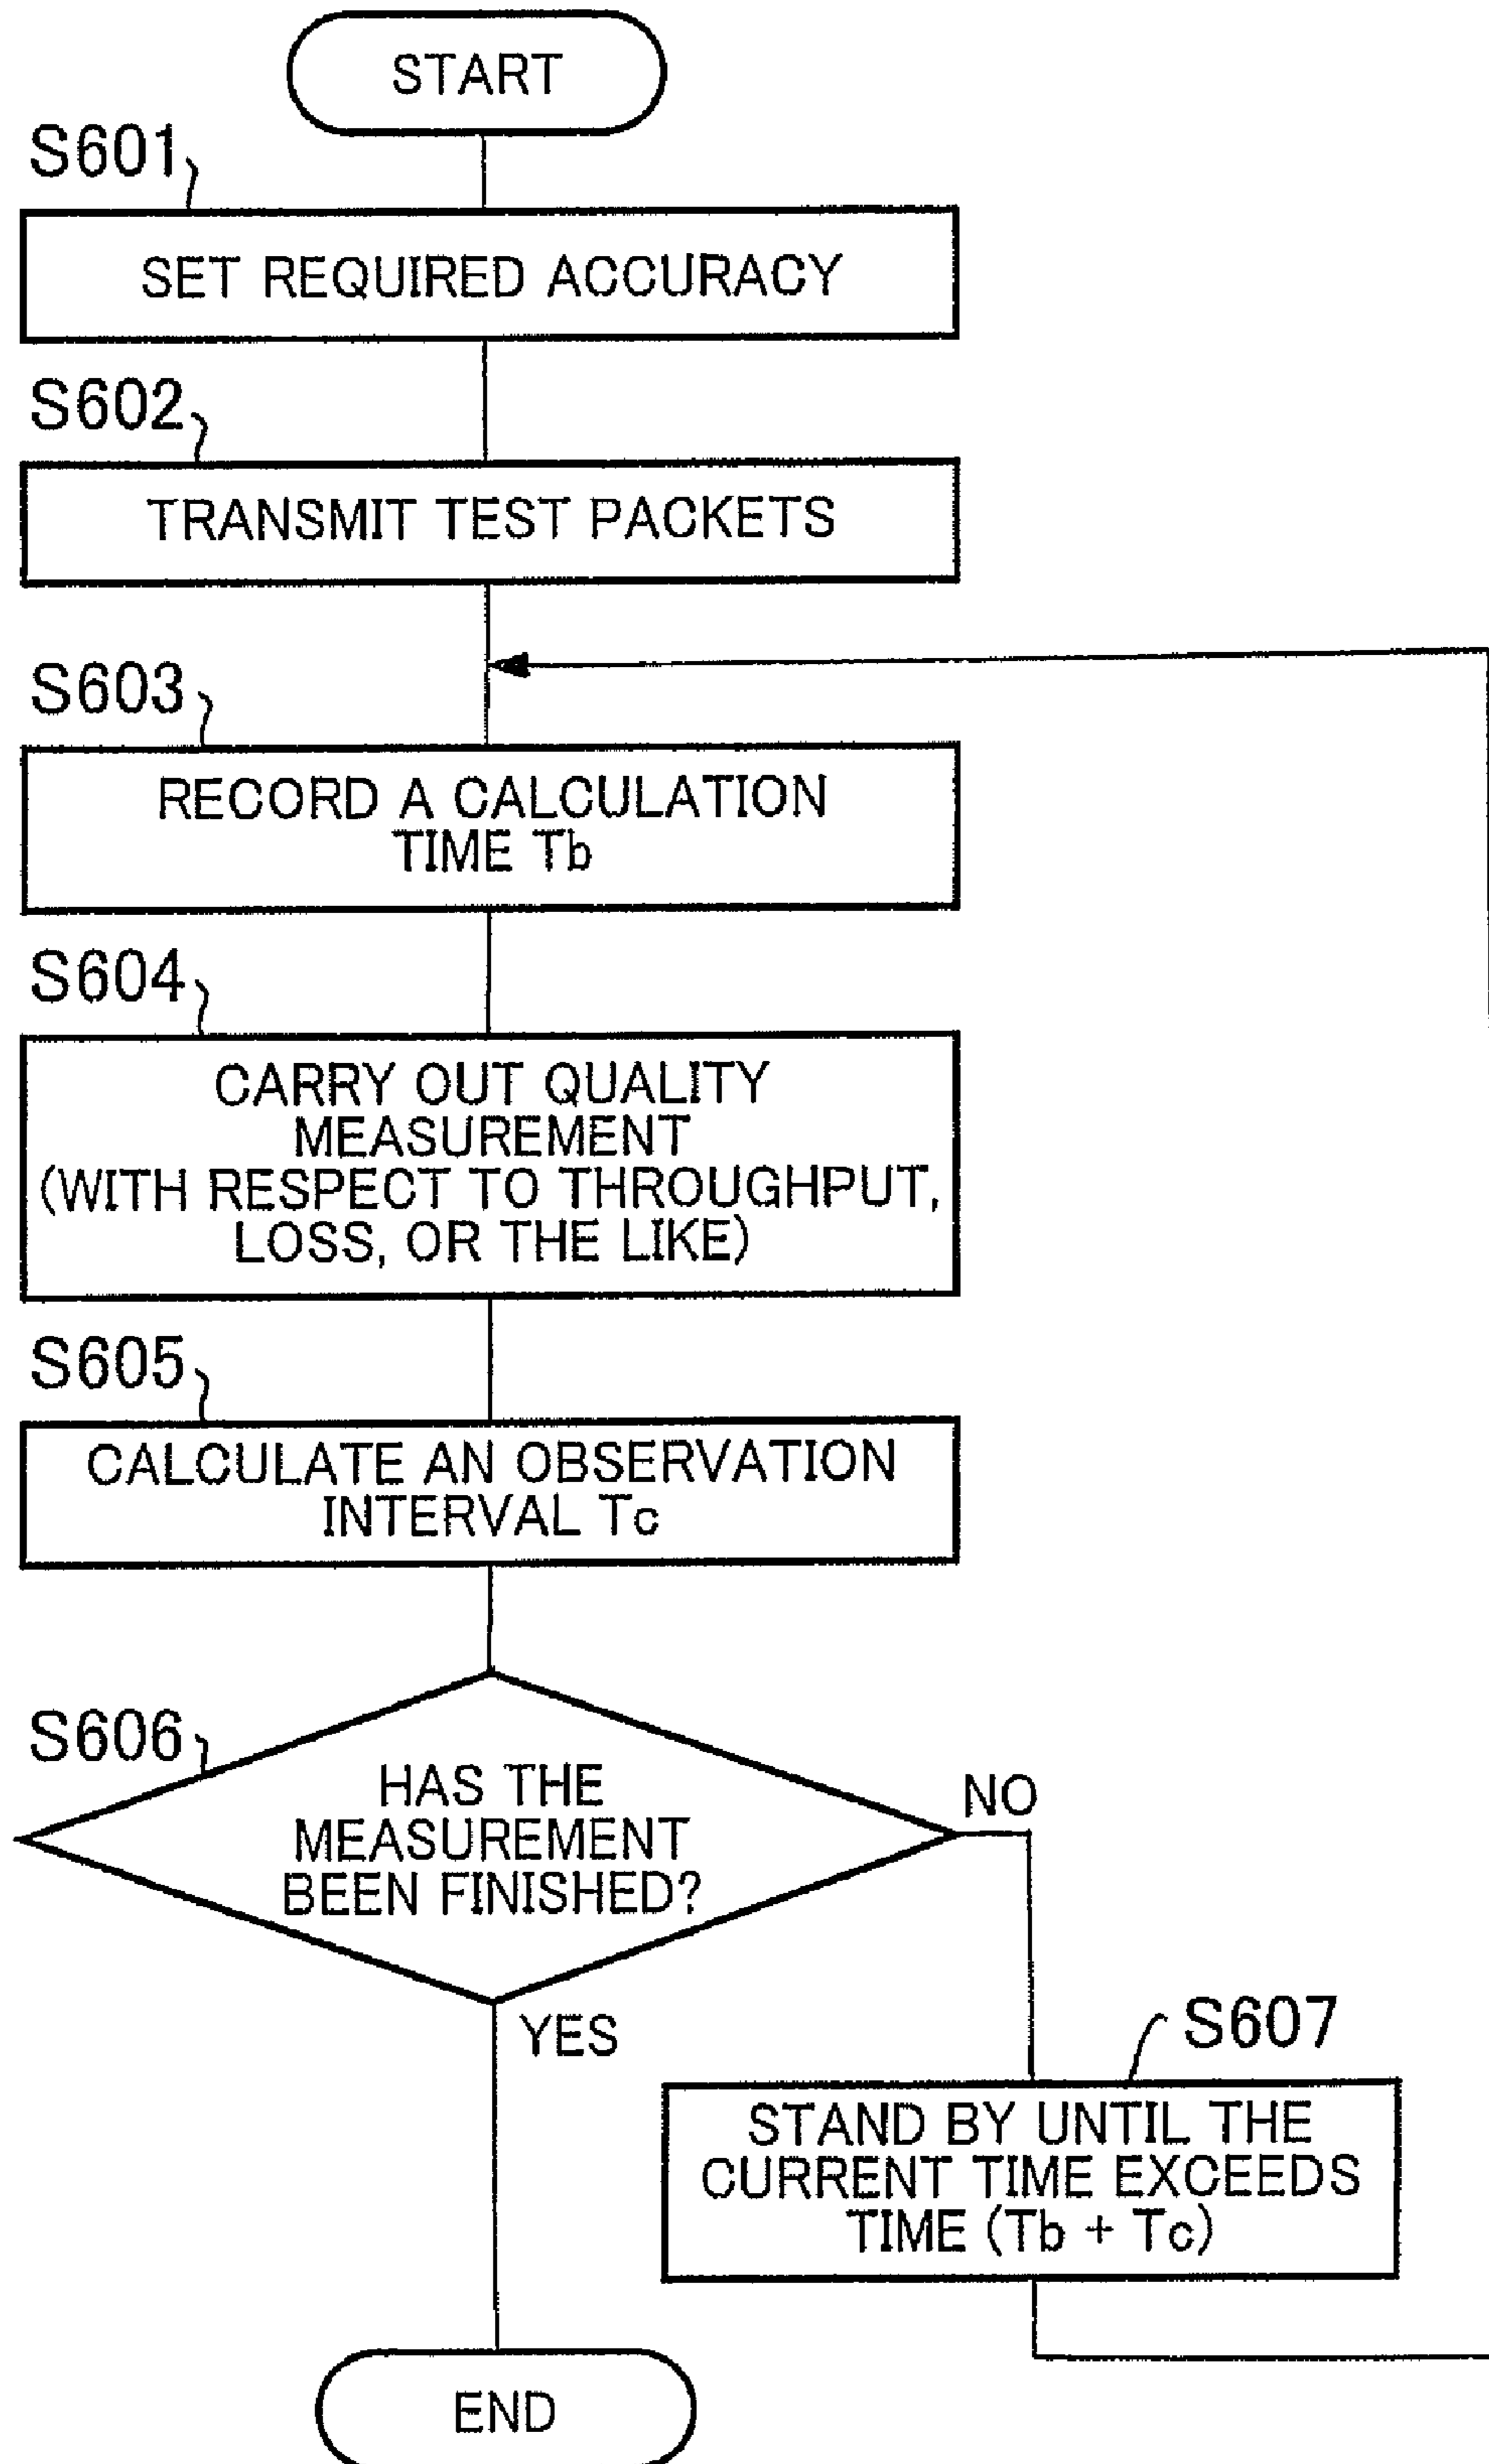 START
S601
SET REQUIRED ACCURACY
S602
TRANSMIT TEST PACKETS
S603
RECORD A CALCULATION
TIME Tb
S604
CARRY OUT QUALITY
MEASUREMENT
(WITH RESPECT TO THROUGHPUT,
LOSS, OR THE LIKE)
S605
CALCULATE AN OBSERVATION
INTERVAL Tc
S606
HAS THE
MEASUREMENT
BEEN FINISHED?
NO
YES
S607
STAND BY UNTIL THE
CURRENT TIME EXCEEDS
TIME (Tb + Tc)
END